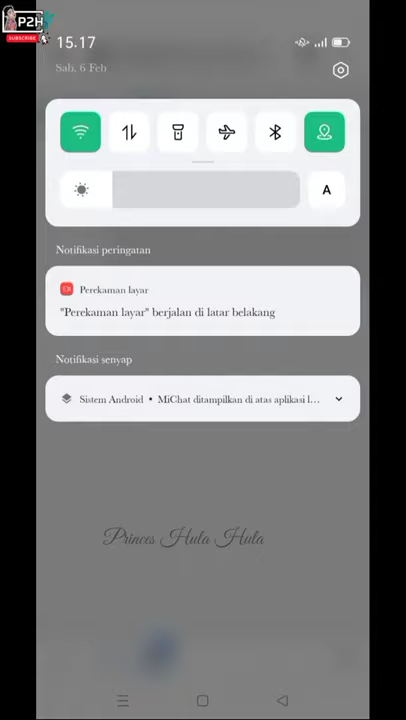 P2H
SUBSCRIBE
15.17
Sab, 6 Feb
A
Notifikasi peringatan
Perekaman layar
"Perekaman layar" berjalan di latar belakang
Notifikasi senyap
Sistem Android • MiChat ditampilkan di atas aplikasi l...
Princes Hula Hula